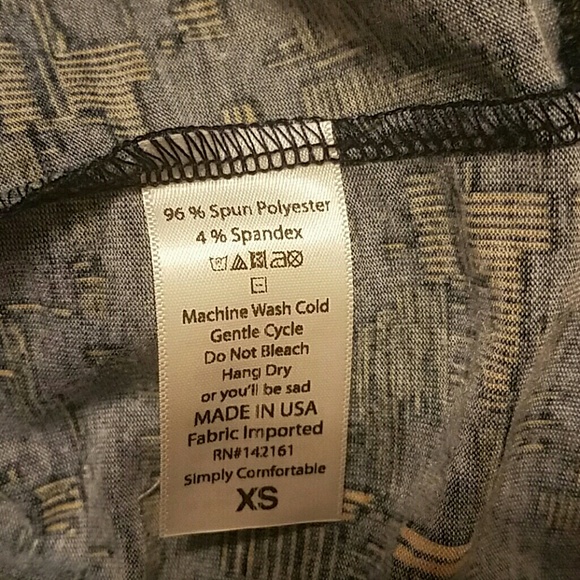 96 % Spun Polyester
4 % Spandex
Machine Wash Cold
Gentle Cycle
Do Not Bleach
Hang Dry
or you'll be sad
MADE IN USA
Fabric Imported
RN#142161
Simply Comfortable
XS